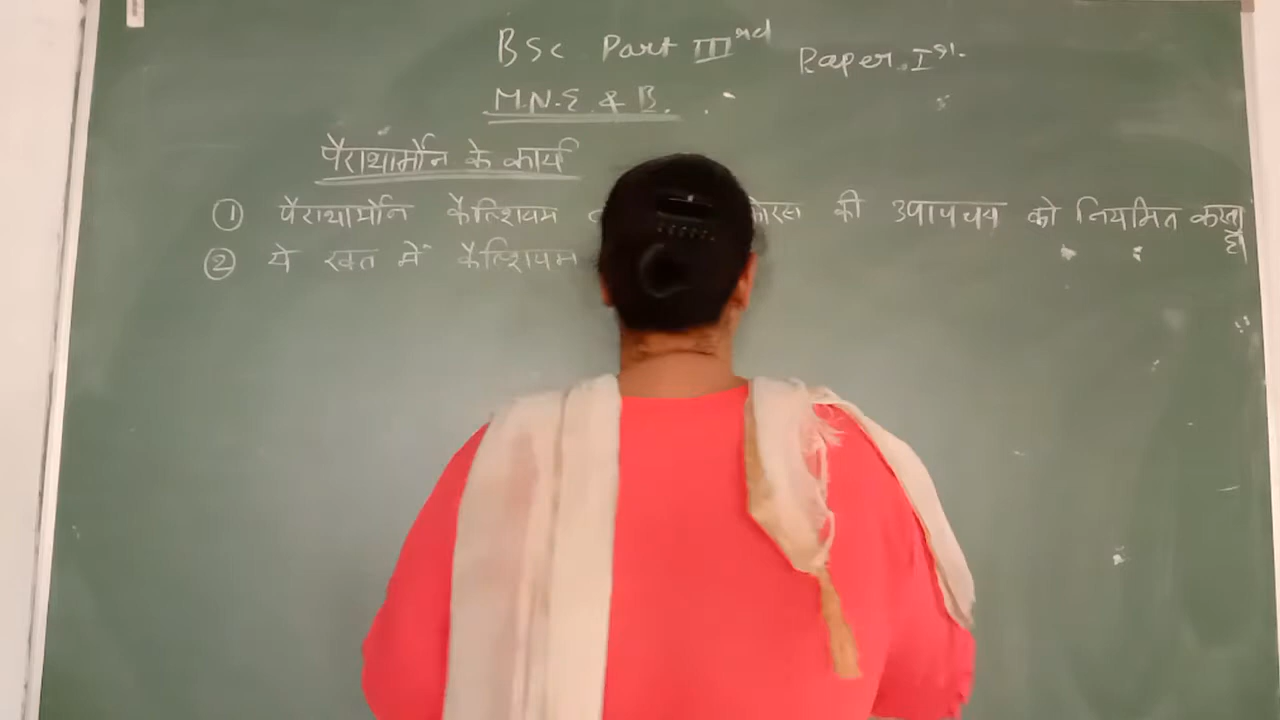 BSc Part IIIrd Paper Ist
M.N.E. & B.
पैराथार्मोन के कार्य
① पैराथार्मोन कैल्शियम की उपापचय को नियमित करता है।
② ये रक्त में कैल्शियम